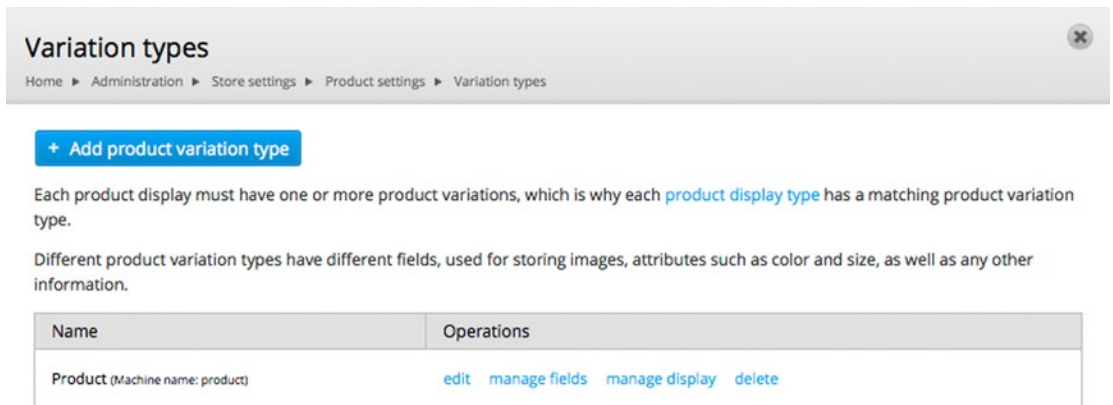 Variation types
Home ▶ Administration ▶ Store settings ▶ Product settings ▶ Variation types
+ Add product variation type
Each product display must have one or more product variations, which is why each product display type has a matching product variation
type.
Different product variation types have different fields, used for storing images, attributes such as color and size, as well as any other
information.
Name Operations
Product (Machine name: product) edit manage fields manage display delete